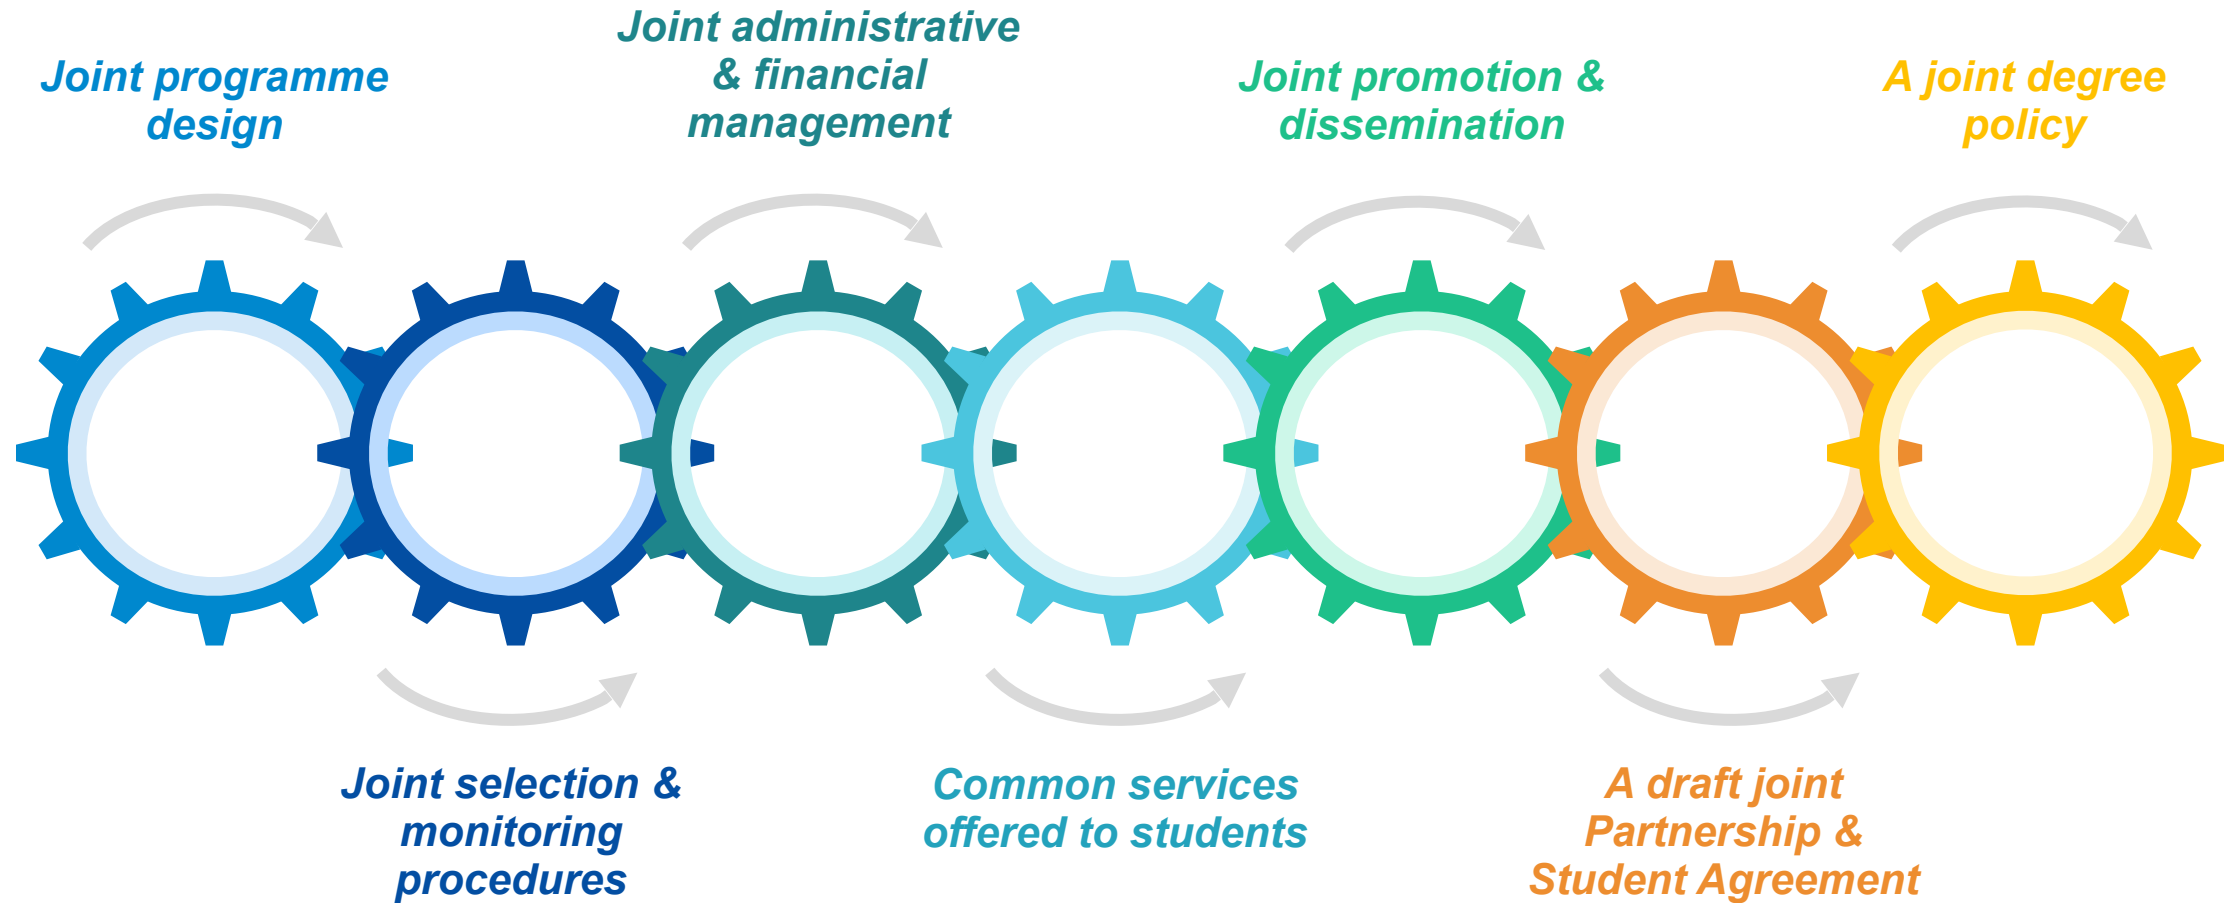 Joint programme
design
Joint administrative
& financial
management
Joint promotion &
dissemination
A joint degree
policy
Joint selection &
monitoring
procedures
Common services
offered to students
A draft joint
Partnership &
Student Agreement